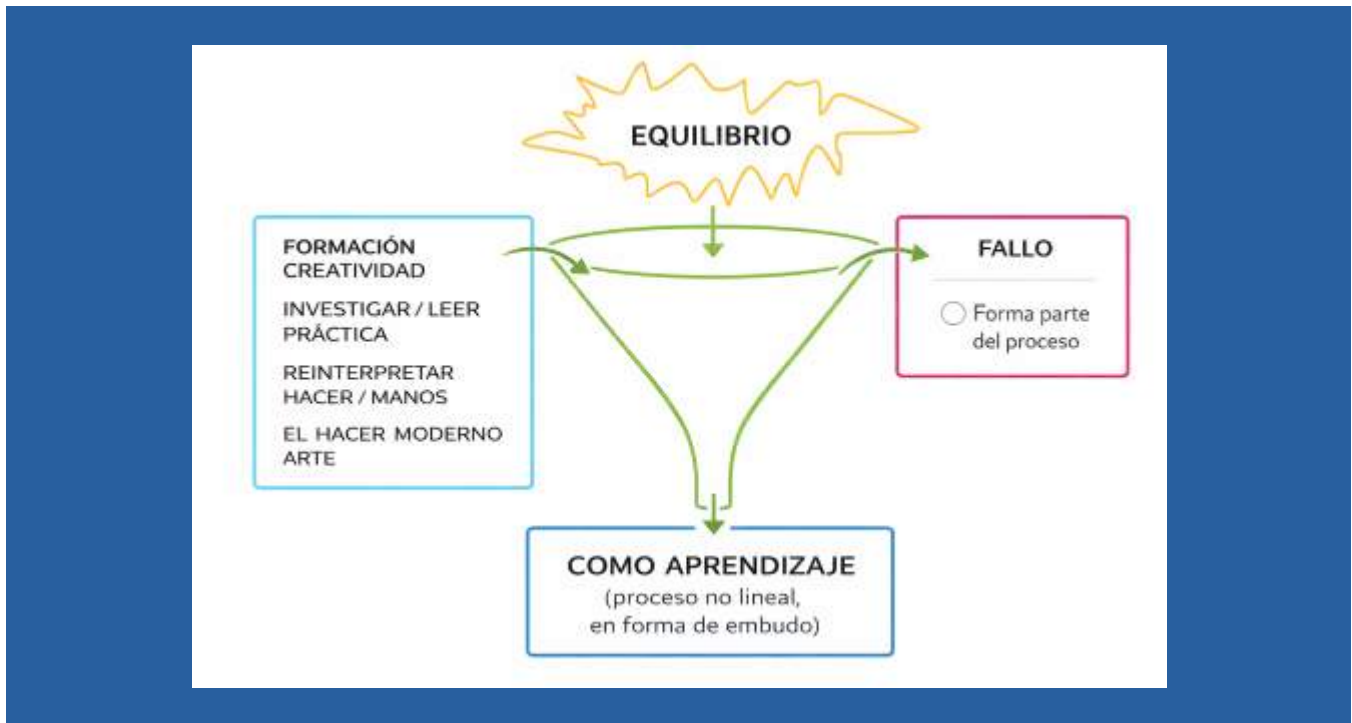 EQUILIBRIO
FORMACIÓN
CREATIVIDAD
INVESTIGAR / LEER
PRÁCTICA
REINTERPRETAR
HACER / MANOS
EL HACER MODERNO
ARTE
FALLO
Forma parte
del proceso
COMO APRENDIZAJE
(proceso no lineal,
en forma de embudo)